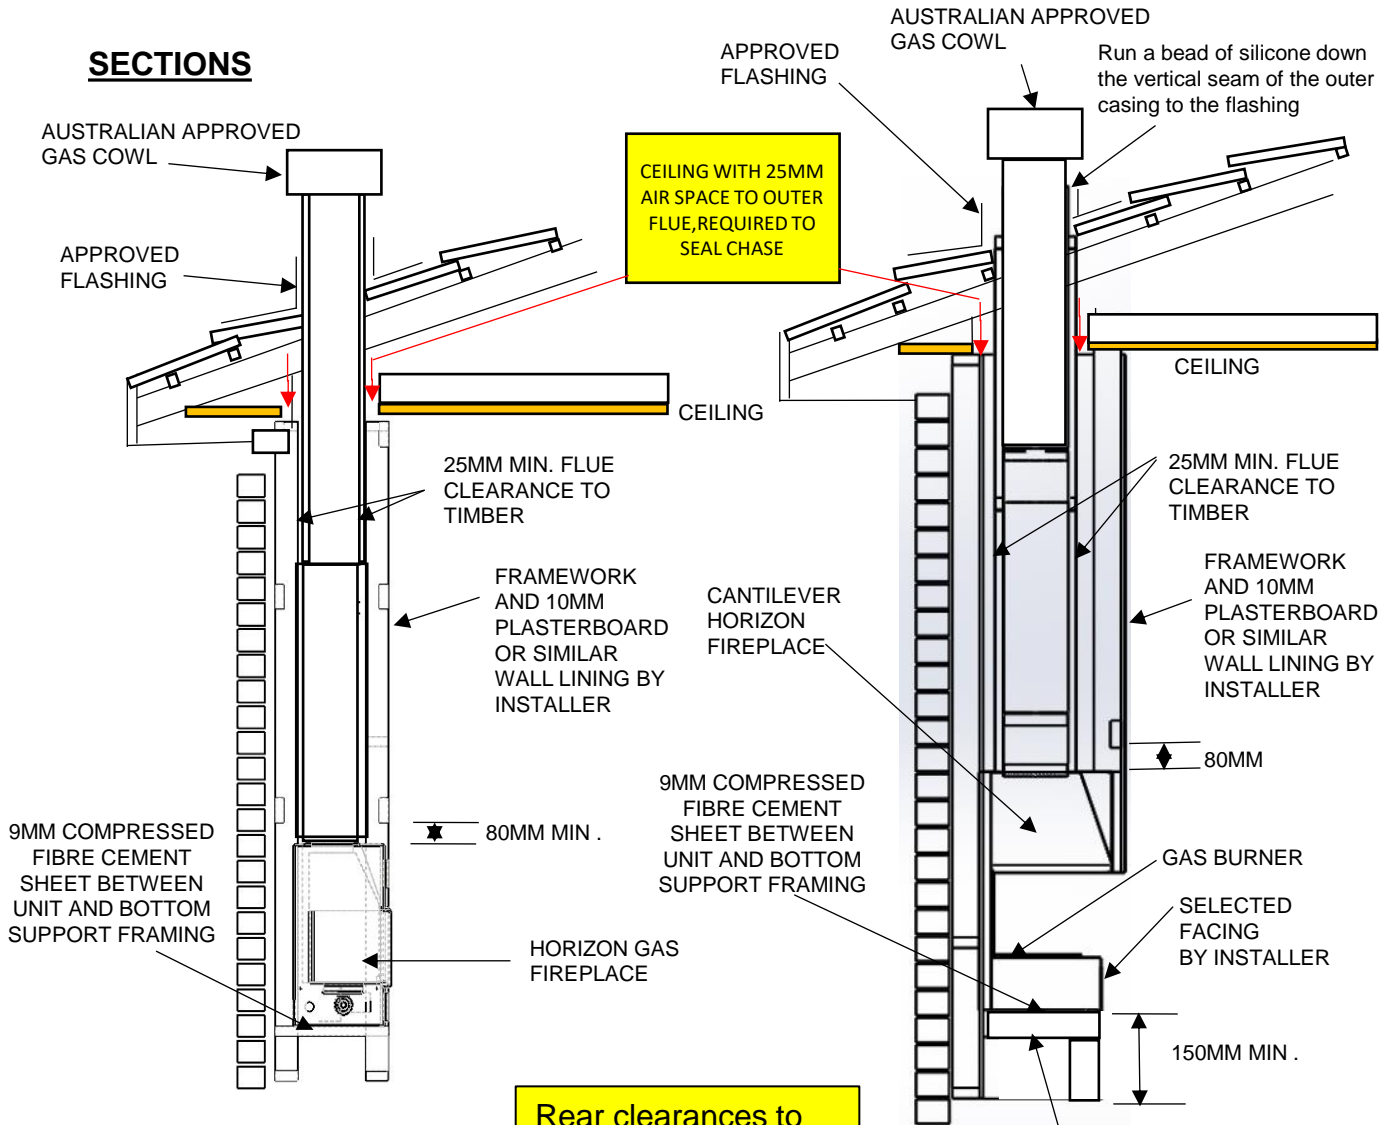 SECTIONS
AUSTRALIAN APPROVED
GAS COWL
APPROVED
FLASHING
CEILING WITH 25MM
AIR SPACE TO OUTER
FLUE,REQUIRED TO
SEAL CHASE
CEILING
25MM MIN. FLUE
CLEARANCE TO
TIMBER
FRAMEWORK
AND 10MM
PLASTERBOARD
OR SIMILAR
WALL LINING BY
INSTALLER
80MM MIN .
9MM COMPRESSED
FIBRE CEMENT
SHEET BETWEEN
UNIT AND BOTTOM
SUPPORT FRAMING
HORIZON GAS
FIREPLACE
AUSTRALIAN APPROVED
GAS COWL
APPROVED
FLASHING
Run a bead of silicone down
the vertical seam of the outer
casing to the flashing
CEILING
25MM MIN. FLUE
CLEARANCE TO
TIMBER
FRAMEWORK
AND 10MM
PLASTERBOARD
OR SIMILAR
WALL LINING BY
INSTALLER
CANTILEVER
HORIZON
FIREPLACE
80MM
9MM COMPRESSED
FIBRE CEMENT
SHEET BETWEEN
UNIT AND BOTTOM
SUPPORT FRAMING
GAS BURNER
SELECTED
FACING
BY INSTALLER
150MM MIN .
Rear clearances to